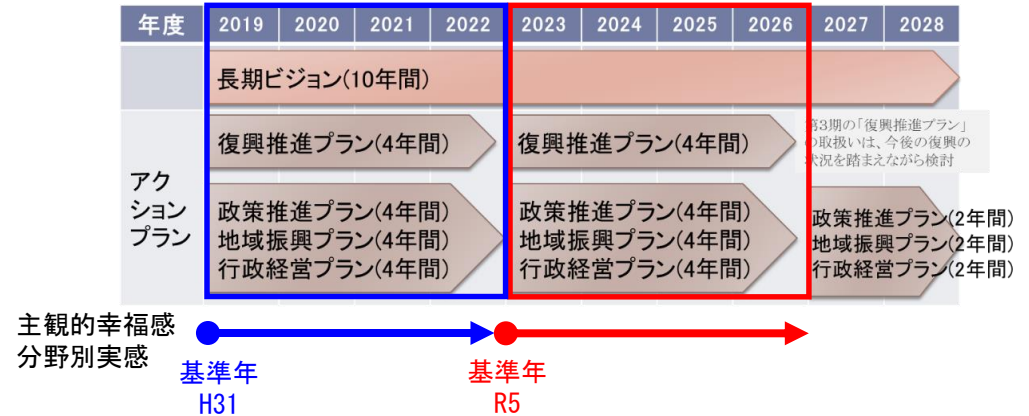 年度 2019 2020 2021 2022 2023 2024 2025 2026 2027 2028
長期ビジョン(10年間)
アク
ション
プラン
復興推進プラン(4年間)
復興推進プラン(4年間)
第3期の「復興推進プラン」
の取扱いは、今後の復興の
状況を踏まえながら検討
政策推進プラン(4年間)
地域振興プラン(4年間)
行政経営プラン(4年間)
政策推進プラン(4年間)
地域振興プラン(4年間)
行政経営プラン(4年間)
政策推進プラン(2年間)
地域振興プラン(2年間)
行政経営プラン(2年間)
主観的幸福感
分野別実感
基準年
H31
基準年
R5